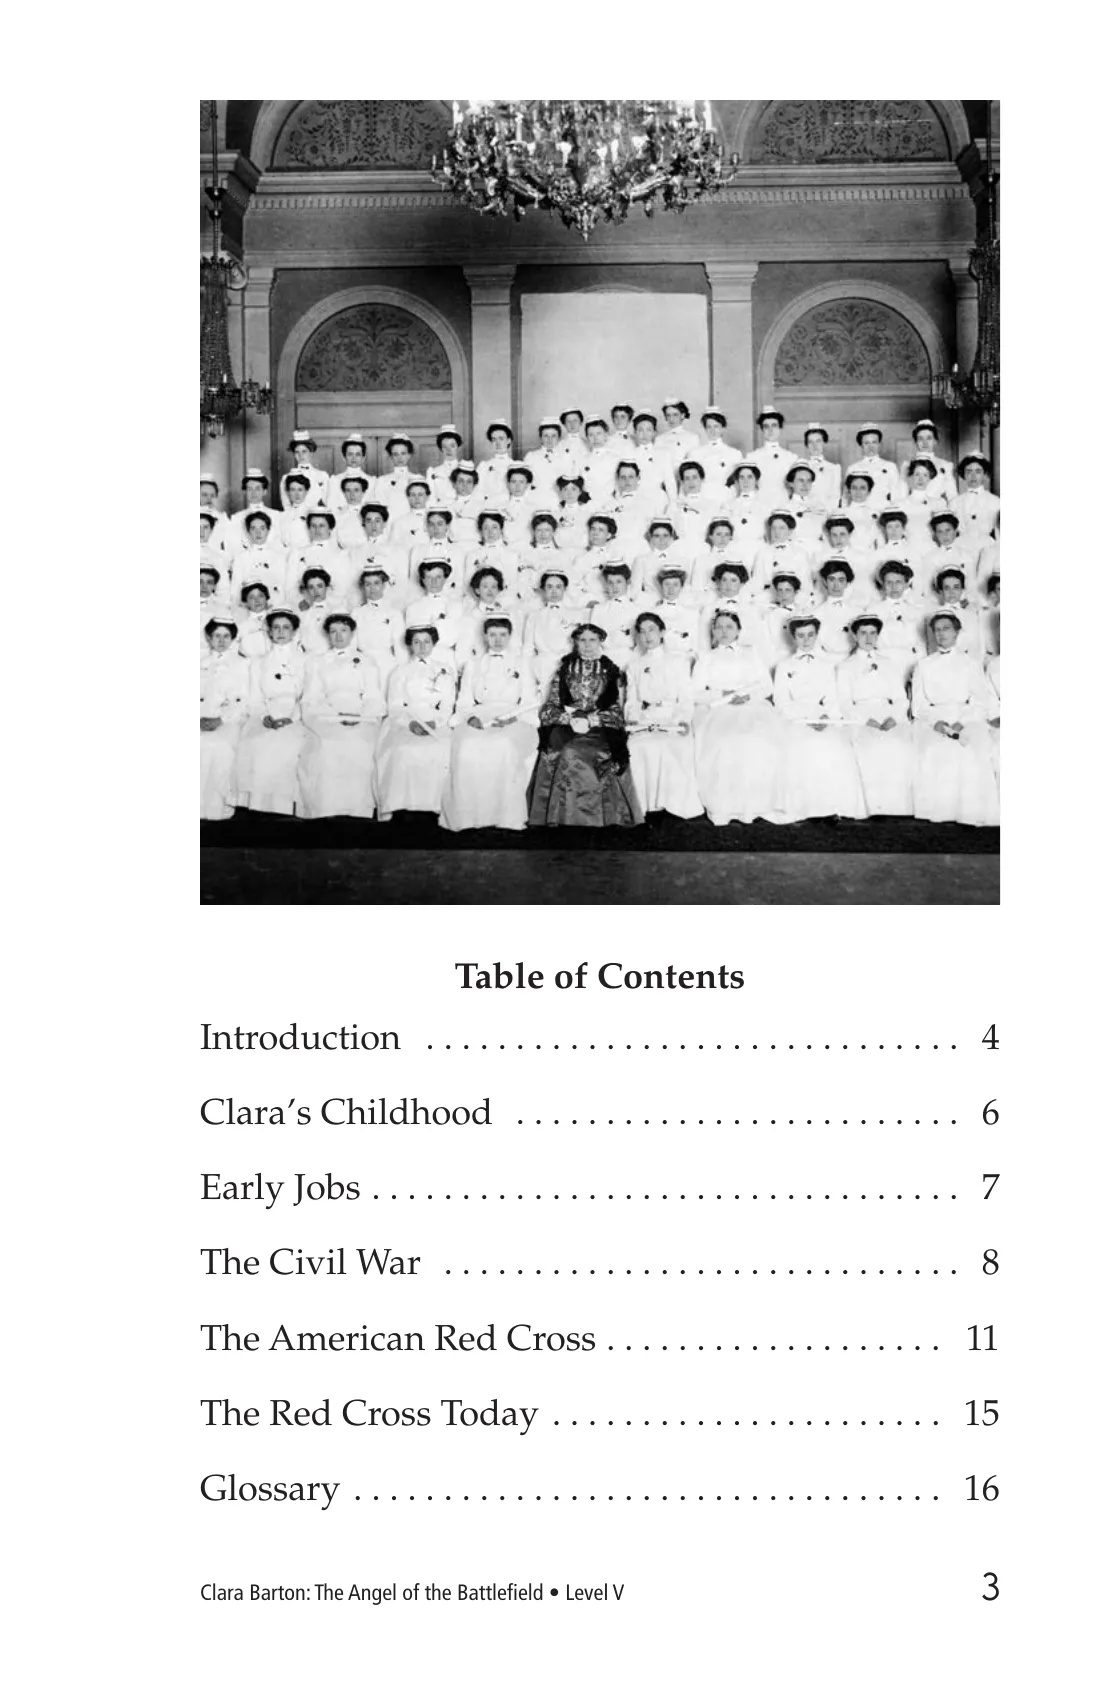 Table of Contents
Introduction . . . . . . . . . . . . . . . . . . . . . . . . . . . . . . 4
Clara’s Childhood . . . . . . . . . . . . . . . . . . . . . . . . . 6
Early Jobs . . . . . . . . . . . . . . . . . . . . . . . . . . . . . . . . . 7
The Civil War . . . . . . . . . . . . . . . . . . . . . . . . . . . . . 8
The American Red Cross . . . . . . . . . . . . . . . . . . . 11
The Red Cross Today . . . . . . . . . . . . . . . . . . . . . . 15
Glossary . . . . . . . . . . . . . . . . . . . . . . . . . . . . . . . . . 16
Clara Barton: The Angel of the Battlefield • Level V 3